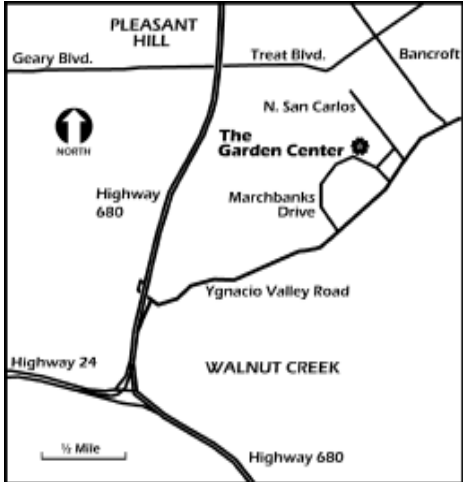 PLEASANT
HILL
Geary Blvd.
Treat Blvd.
Bancroft
N. San Carlos
NORTH
The
Garden Center
Highway
680
Marchbanks
Drive
Ygnacio Valley Road
Highway 24
WALNUT CREEK
½ Mile
Highway 680